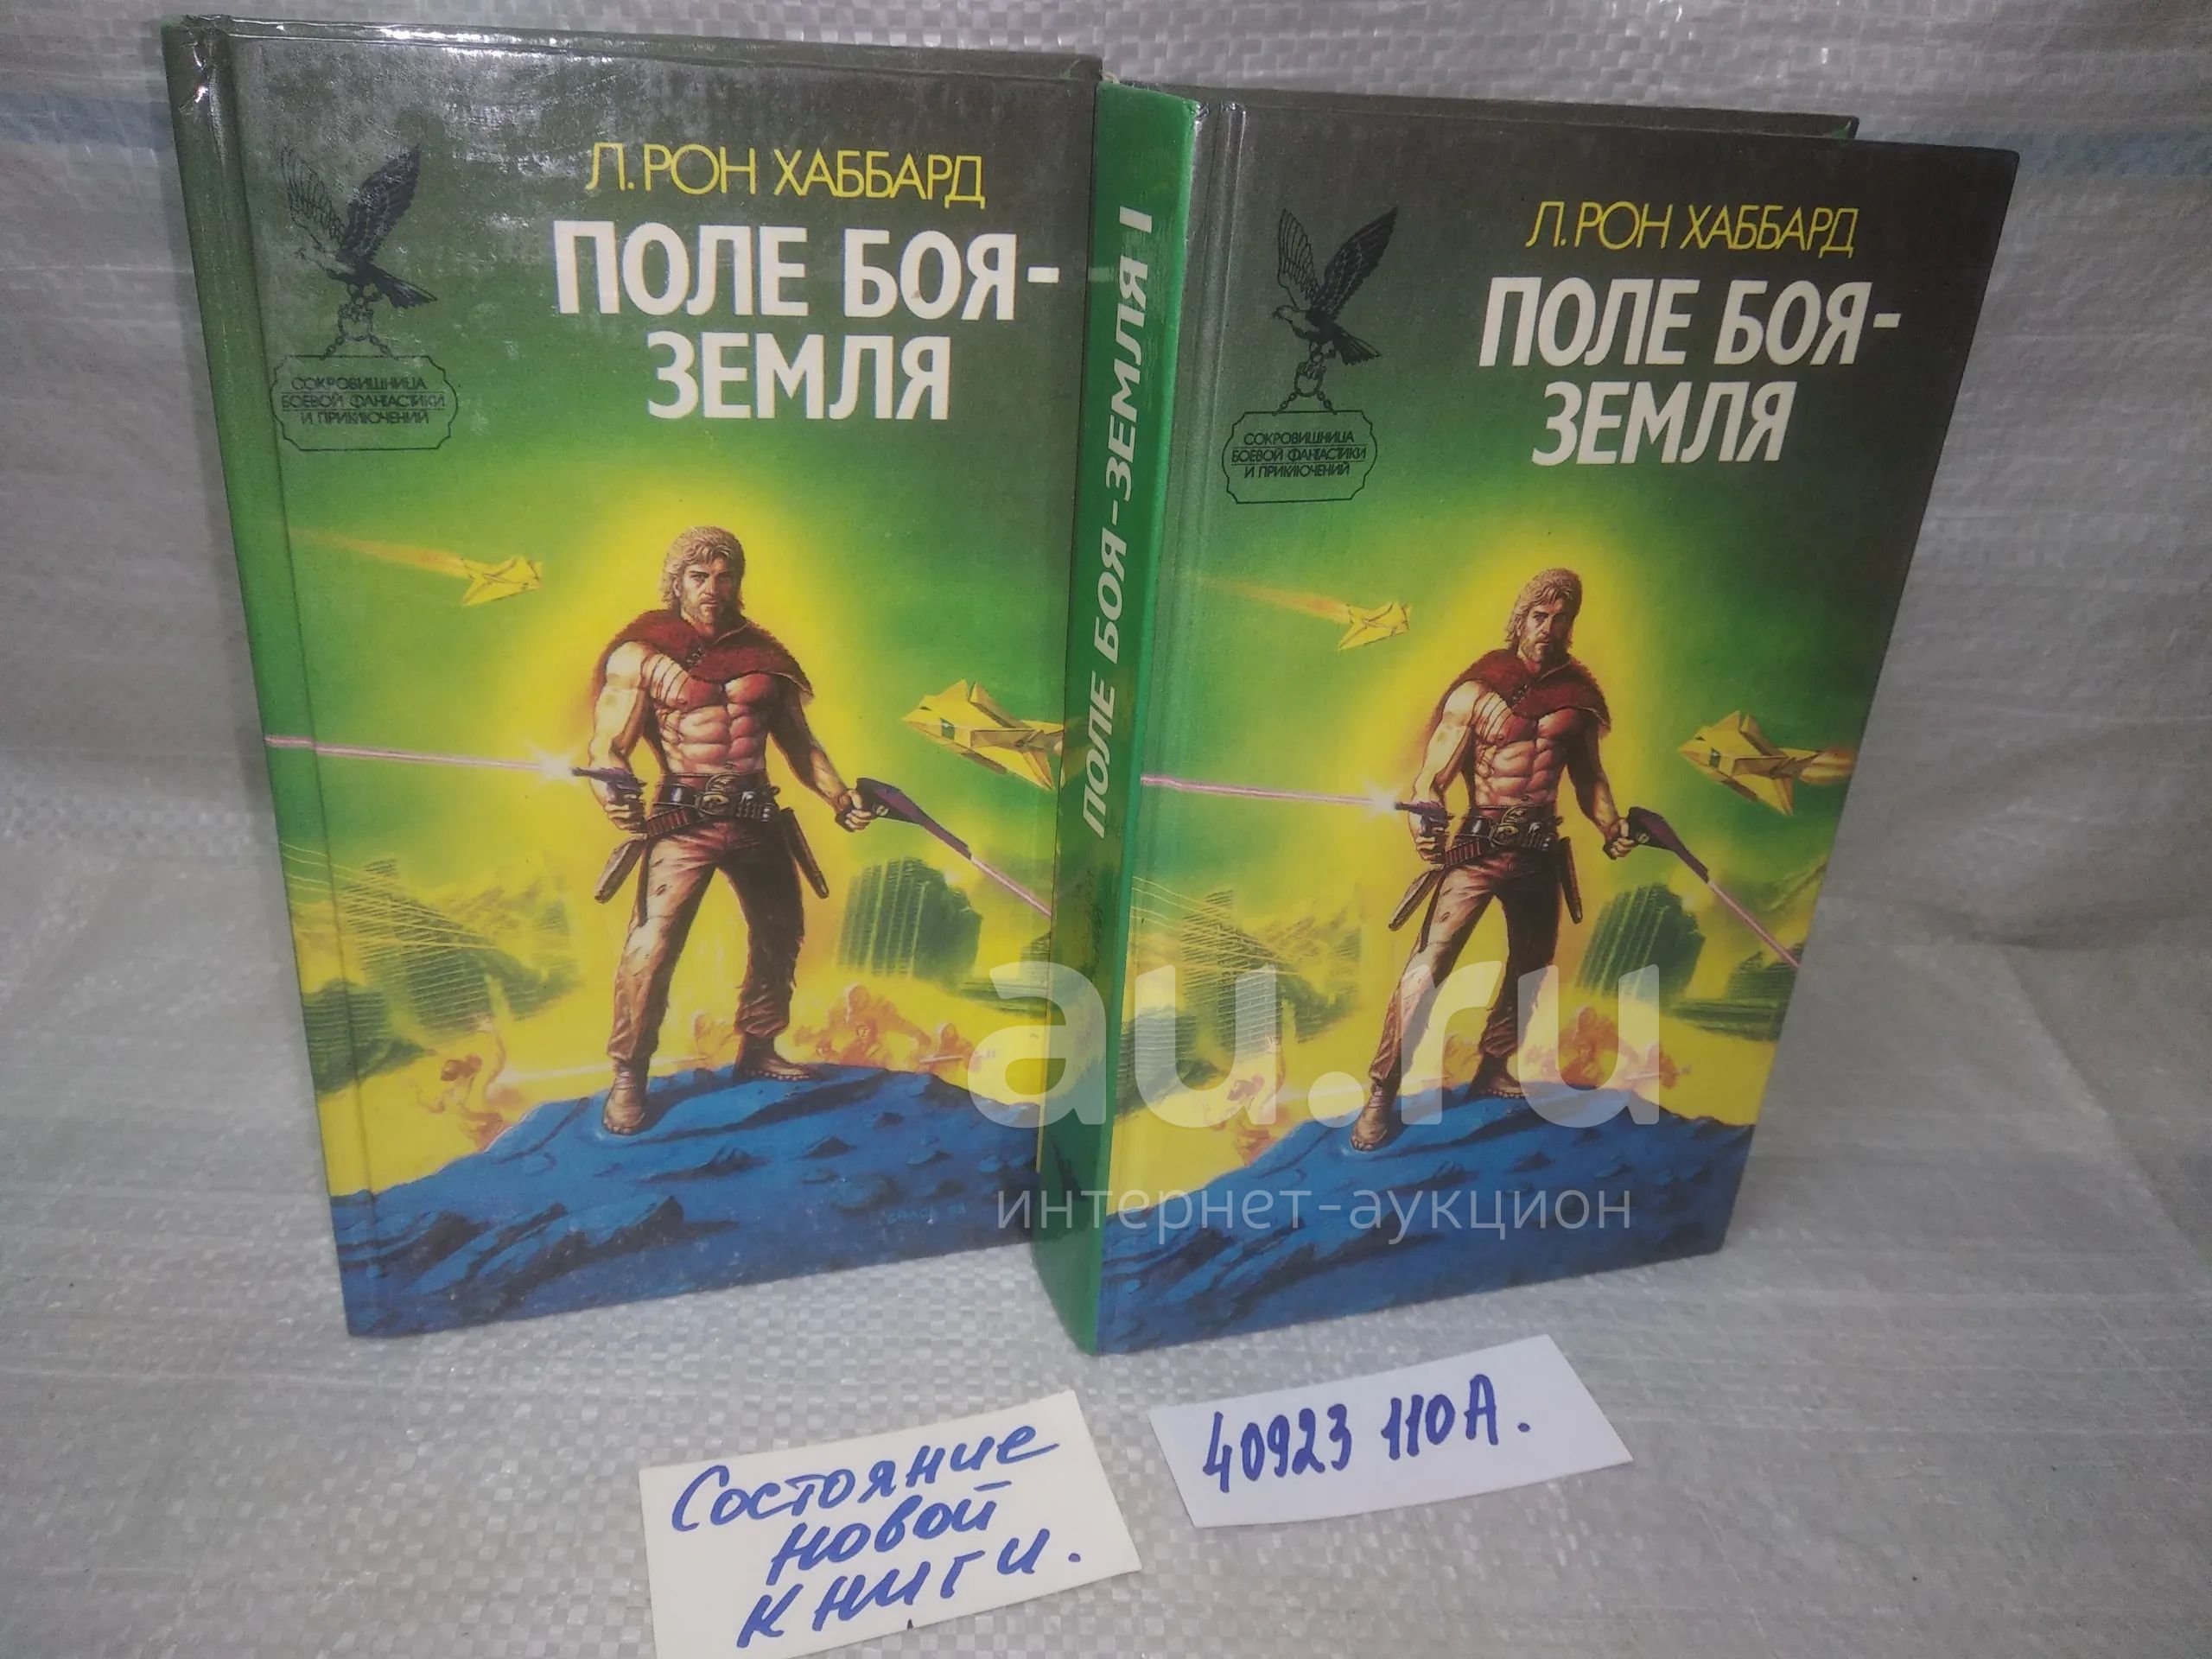 Л. РОН ХАББАРД
ПОЛЕ БОЯ-
ЗЕМЛЯ
СОКРОВИЩНИЦА
БОЕВОЙ ФАНТАСТИКИ
И ПРИКЛЮЧЕНИЙ
ПОЛЕ БОЯ-ЗЕМЛЯ I
Л. РОН ХАББАРД
ПОЛЕ БОЯ-
ЗЕМЛЯ
СОКРОВИЩНИЦА
БОЕВОЙ ФАНТАСТИКИ
И ПРИКЛЮЧЕНИЙ
au.ru
интернет-аукцион
Состояние
новой
книги.
40923 110А.